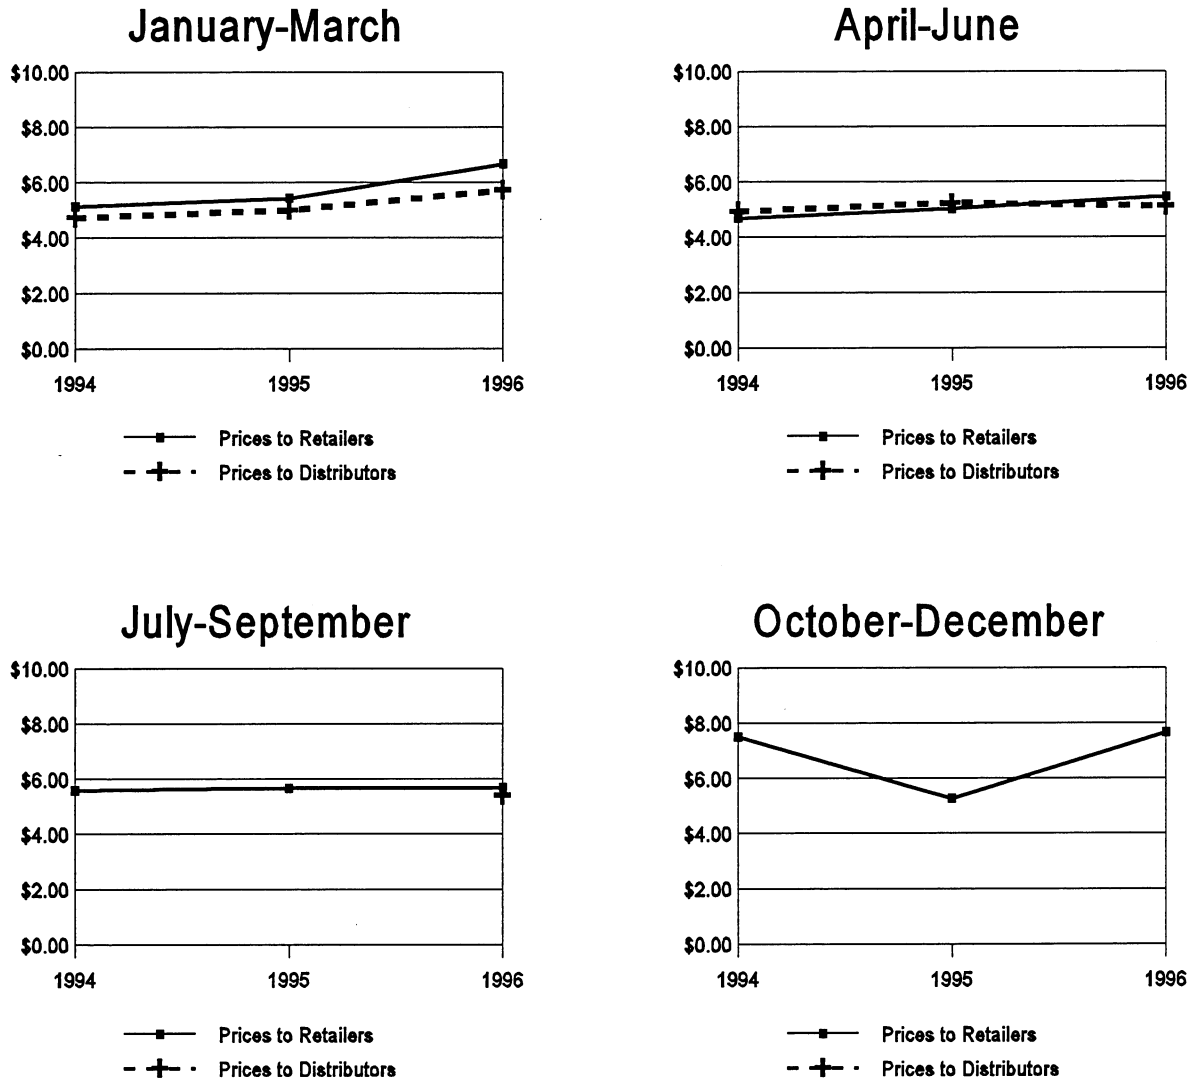 January-March
$10.00
$8.00
$6.00
$4.00
$2.00
$0.00
1994 1995 1996
Prices to Retailers
Prices to Distributors
April-June
$10.00
$8.00
$6.00
$4.00
$2.00
$0.00
1994 1995 1996
Prices to Retailers
Prices to Distributors
July-September
$10.00
$8.00
$6.00
$4.00
$2.00
$0.00
1994 1995 1996
Prices to Retailers
Prices to Distributors
October-December
$10.00
$8.00
$6.00
$4.00
$2.00
$0.00
1994 1995 1996
Prices to Retailers
Prices to Distributors